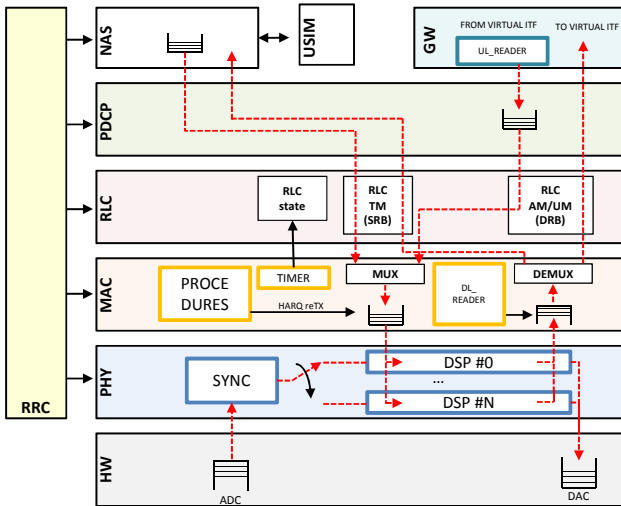 NAS
USIM
GW
FROM VIRTUAL ITF
TO VIRTUAL ITF
UL_READER
PDCP
RLC
RLC
state
RLC
TM
(SRB)
RLC
AM/UM
(DRB)
MAC
PROCE
DURES
TIMER
HARQ reTX
MUX
DL_
READER
DEMUX
PHY
SYNC
DSP #0
...
DSP #N
RRC
HW
ADC
DAC